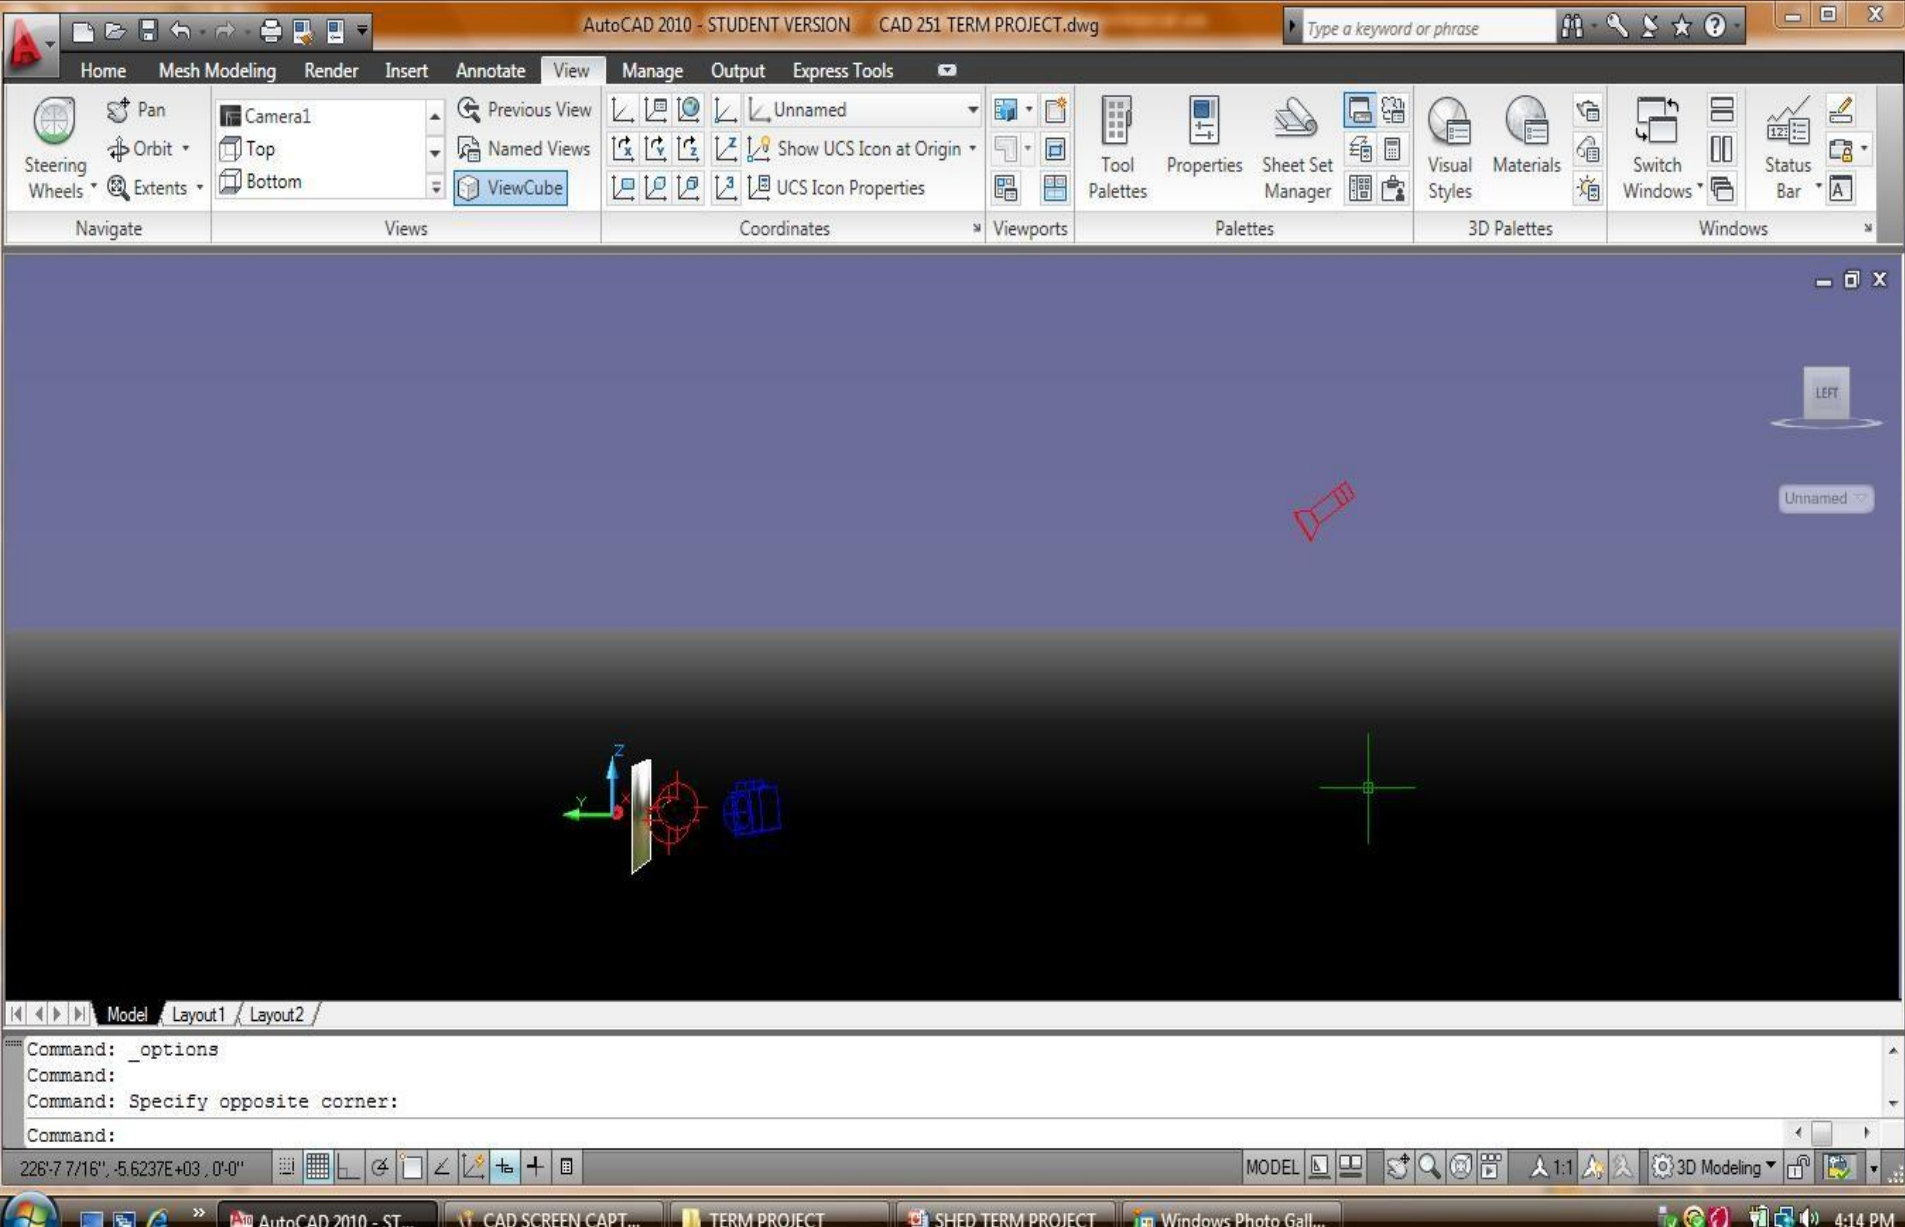 AutoCAD 2010 - STUDENT VERSION CAD 251 TERM PROJECT.dwg
Type a keyword or phrase
Home Mesh Modeling Render Insert Annotate View Manage Output Express Tools
Steering Wheels
Pan
Orbit
Extents
Navigate
Camera1
Top
Bottom
Previous View
Named Views
ViewCube
Views
Unnamed
Show UCS Icon at Origin
UCS Icon Properties
Coordinates
Viewports
Tool Palettes
Properties
Sheet Set Manager
Palettes
Visual Styles
Materials
3D Palettes
Switch Windows
Status Bar
Windows
LEFT
Unnamed
Z
Y
X
Model Layout1 Layout2
Command: _options
Command:
Command: Specify opposite corner:
Command:
226'-7 7/16", -5.6237E+03 , 0'-0"
MODEL
1:1
3D Modeling
AutoCAD 2010 - ST...
CAD SCREEN CAPT...
TERM PROJECT
SHED TERM PROJECT
Windows Photo Gall...
4:14 PM